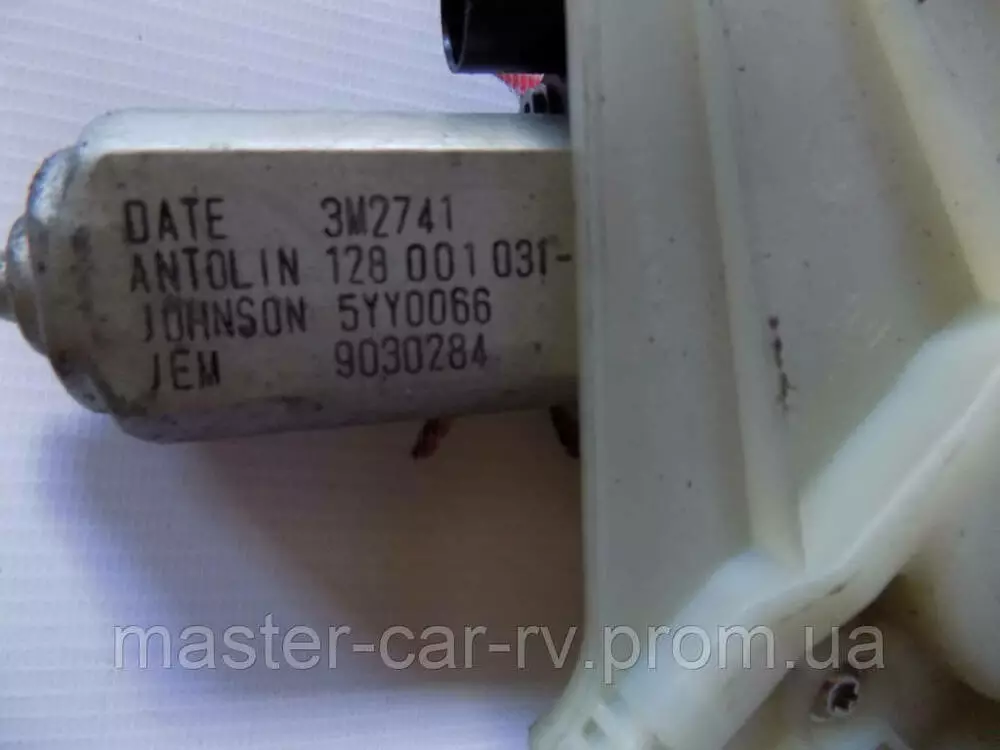 DATE 3M2741
ANTOLIN 128 001 031-
JOHNSON 5YY0066
JEM 9030284
master-car-rv.prom.ua